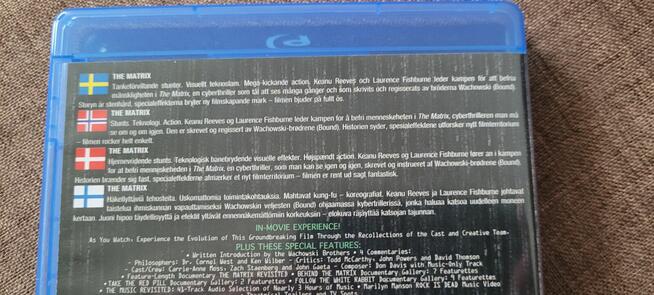 THE MATRIX
Tankeförvillande stunter. Visuellt teknoslam. Mega-kickande action. Keanu Reeves och Laurence Fishburne leder kampen för att befria
mänskligheten i The Matrix, en cyberthriller som tål att ses många gånger och som skrivits och regisserats av bröderna Wachowski (Bound).
Storyn är stenhård, specialeffekterna bryter ny filmskapande mark – filmen bjuder på fullt ös.
THE MATRIX
Stunts. Teknologi. Action. Keanu Reeves og Laurence Fishburne leder kampen for å befri menneskeheten i The Matrix, cyberthrilleren man må
se om og om igjen. Den er skrevet og regissert av Wachowski-brødrene (Bound). Historien syder, spesialeffektene utforsker nytt filmterritorium
– filmen rocker helt enkelt.
THE MATRIX
Hjernevridende stunts. Teknologisk banebrydende visuelle effekter. Højspændt action. Keanu Reeves og Laurence Fishburne fører an i kampen
for at befri menneskeheden i The Matrix, en cyberthriller, som man kan se igen og igen, skrevet og instrueret af Wachowski-brødrene (Bound).
Historien brænder sig fast, specialeffekterne afmærker et nyt filmterritorium – filmen er rent ud sagt fantastisk.
THE MATRIX
Häkellyttäviä tehosteita. Uskomattomia toimintakohtauksia. Mahtavat kung-fu – koreografiat. Keanu Reeves ja Laurence Fishburne johtavat
taistelua ihmiskunnan vapauttamiseksi Wachowskin veljesten (Bound) ohjaamassa kybertrillerissä, jonka haluaa katsoa uudelleen moneen
kertaan. Juoni hipoo täydellisyyttä ja efektit yltävät ennennäkemättömiin korkeuksiin – elokuva räjäyttää katsojan tajunnan.
IN-MOVIE EXPERIENCE!
As You Watch, Experience the Evolution of This Groundbreaking Film Through the Recollections of the Cast and Creative Team.
PLUS THESE SPECIAL FEATURES:
• Written Introduction by the Wachowski Brothers • 4 Commentaries:
- Philosophers: Dr. Cornel West and Ken Wilber - Critics: Todd McCarthy, John Powers and David Thomson
- Cast/Crew: Carrie-Anne Moss, Zach Staenberg and John Gaeta - Composer: Don Davis with Music-Only Track
• Feature-Length Documentary THE MATRIX REVISITED • BEHIND THE MATRIX Documentary Gallery: 7 Featurettes
• TAKE THE RED PILL Documentary Gallery: 2 Featurettes • FOLLOW THE WHITE RABBIT Documentary Gallery: 9 Featurettes
• THE MUSIC REVISITED: 41-Track Audio Selection of Nearly 3 Hours of Music • Marilyn Manson ROCK IS DEAD Music Video
Theatrical Trailers and TV Spots